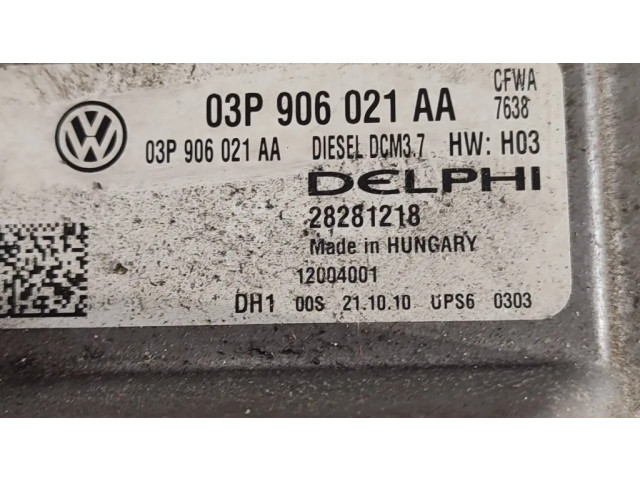 CFWA
03P 906 021 AA 7638
03P 906 021 AA DIESEL DCM3.7 HW: H03
DELPHI
28281218
Made in HUNGARY
12004001
DH1 00S 21.10.10 UPS6 0303